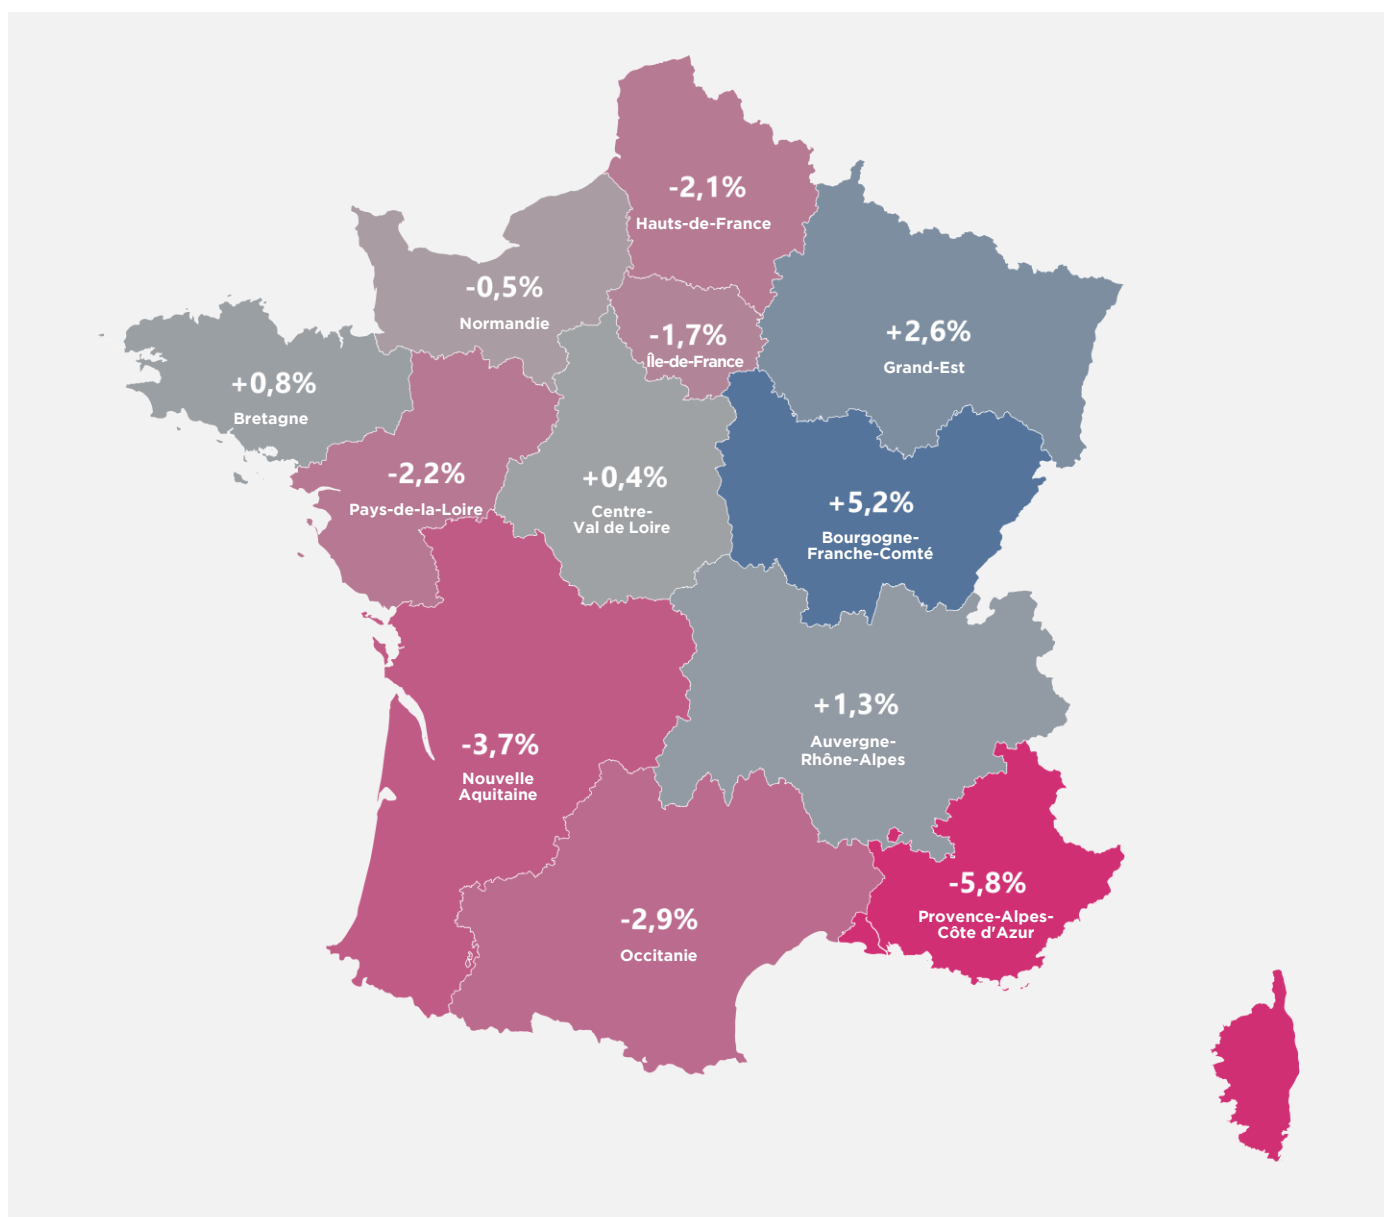 -2,1%
Hauts-de-France
-0,5%
Normandie
-1,7%
Île-de-France
+2,6%
Grand-Est
+0,8%
Bretagne
-2,2%
Pays-de-la-Loire
+0,4%
Centre-
Val de Loire
+5,2%
Bourgogne-
Franche-Comté
+1,3%
Auvergne-
Rhône-Alpes
-3,7%
Nouvelle
Aquitaine
-5,8%
Provence-Alpes-
Côte d'Azur
-2,9%
Occitanie